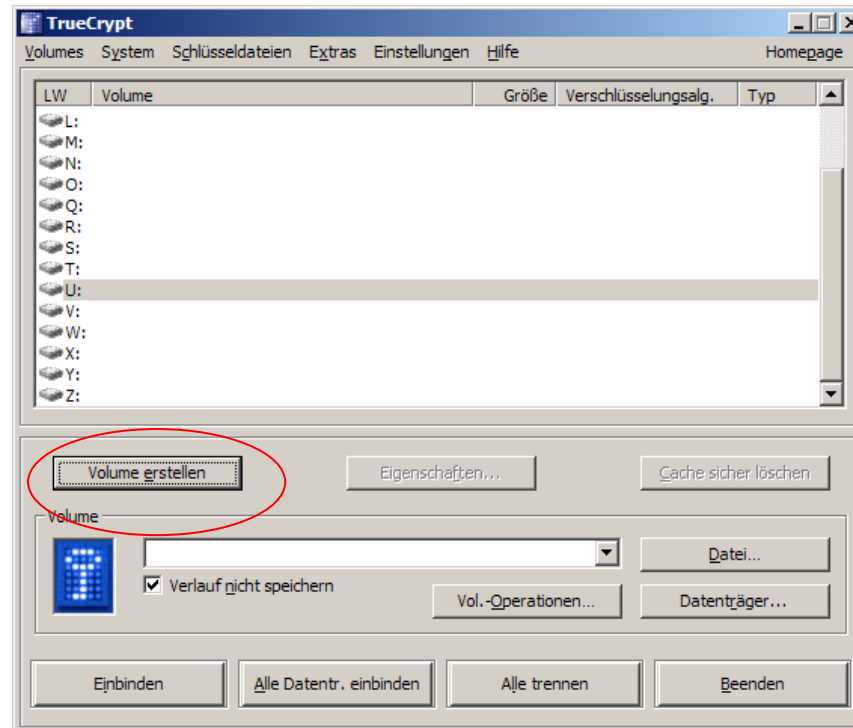 TrueCrypt
Volumes System Schlüsseldateien Extras Einstellungen Hilfe Homepage
LW Volume Größe Verschlüsselungsalg. Typ
L:
M:
N:
O:
Q:
R:
S:
T:
U:
V:
W:
X:
Y:
Z:
Volume erstellen Eigenschaften... Cache sicher löschen
Volume
Datei...
Verlauf nicht speichern
Vol.-Operationen... Datenträger...
Einbinden Alle Datentr. einbinden Alle trennen Beenden